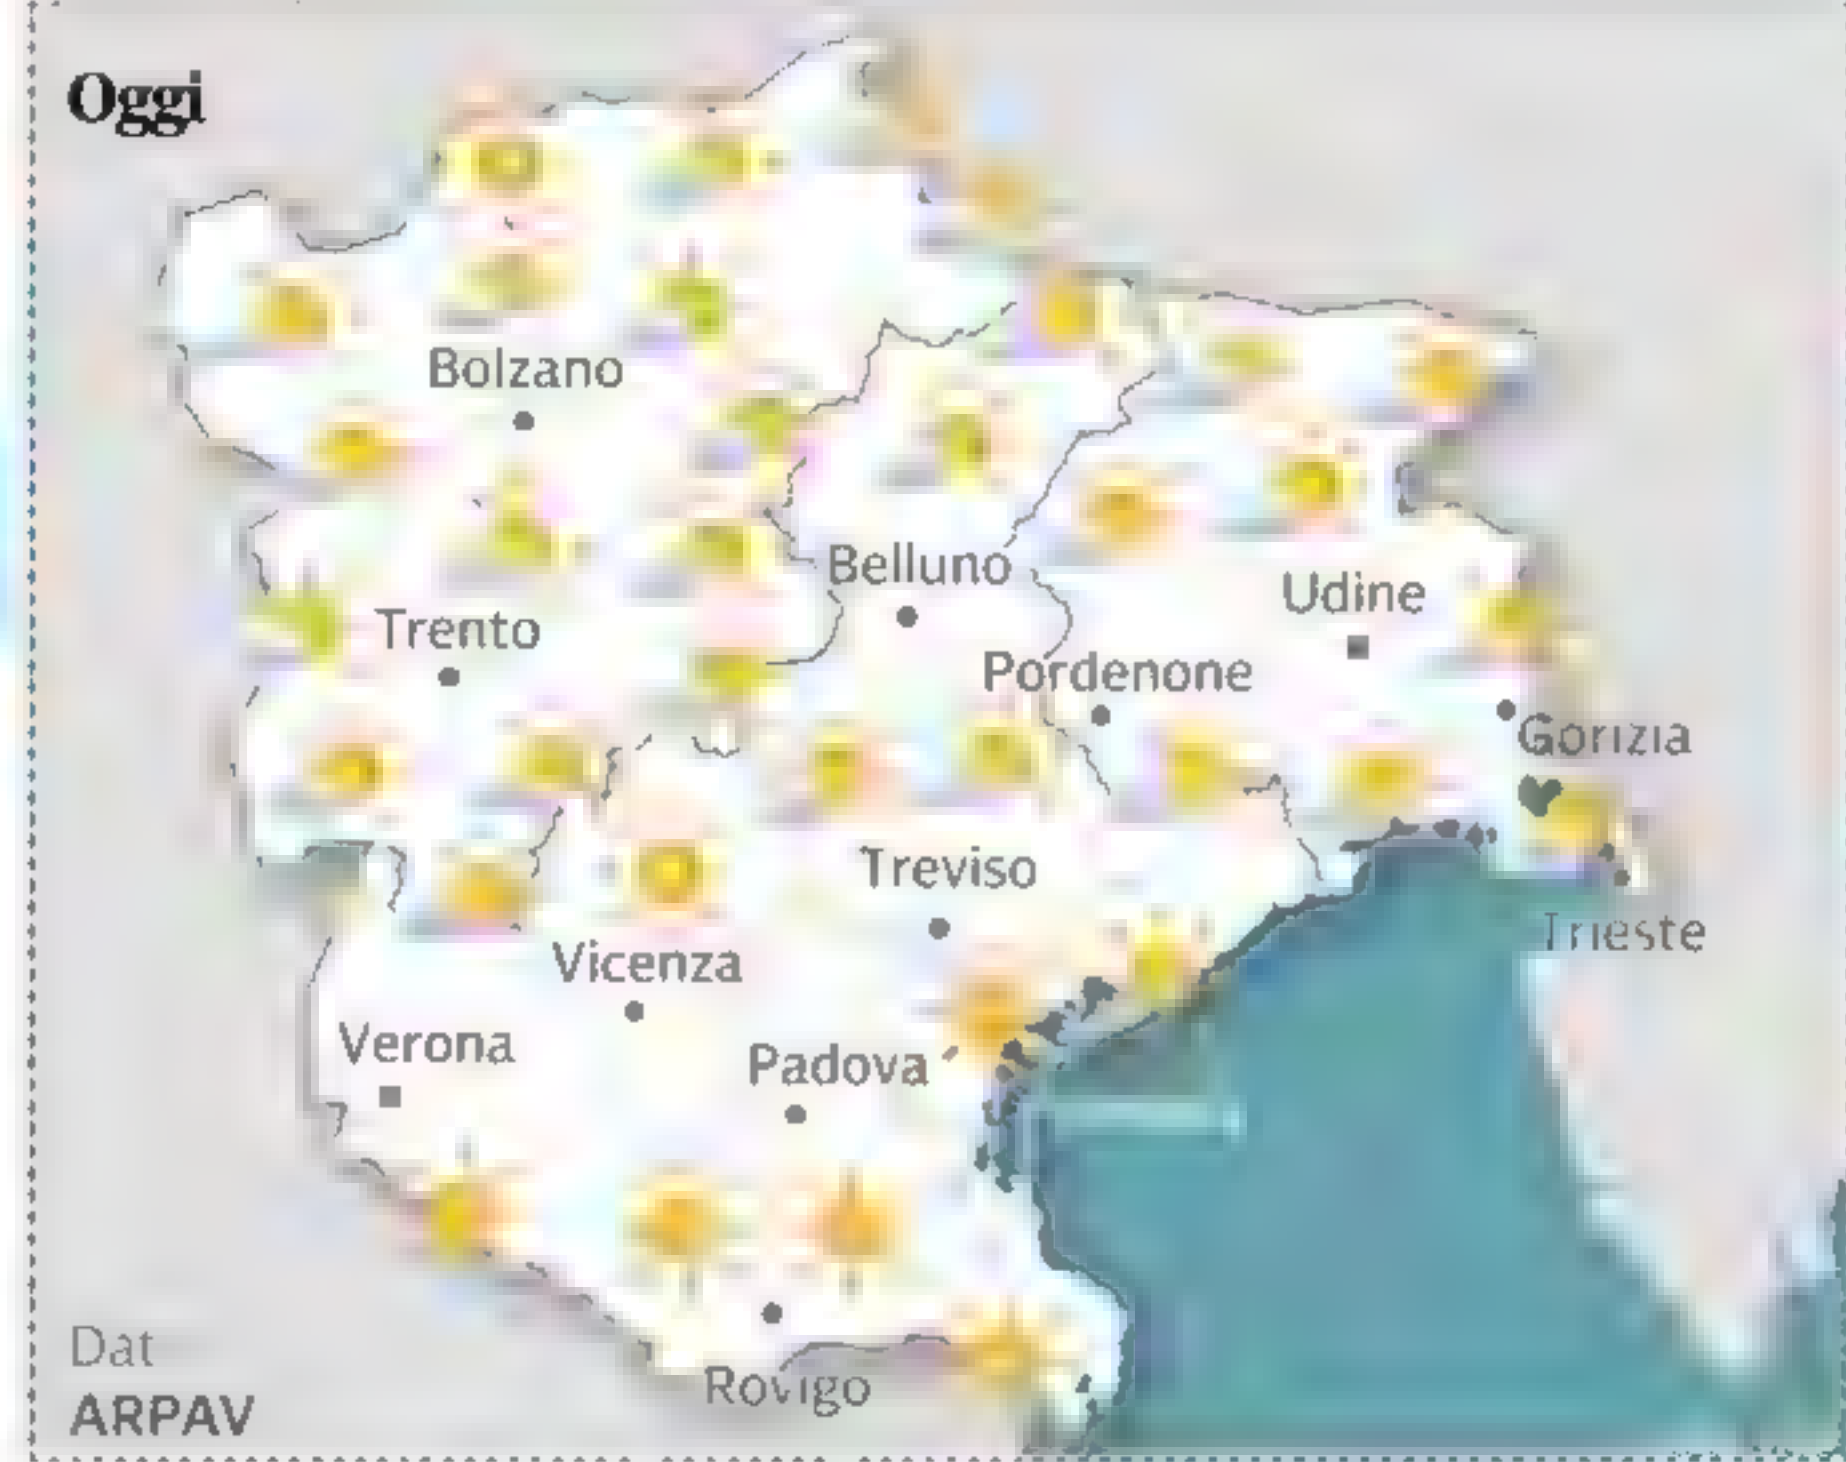 Oggi
Bolzano
Belluno
Udine
Trento
Pordenone
Gorizia
Treviso
Trieste
Vicenza
Verona
Padova
Rovigo
Dat
ARPAV